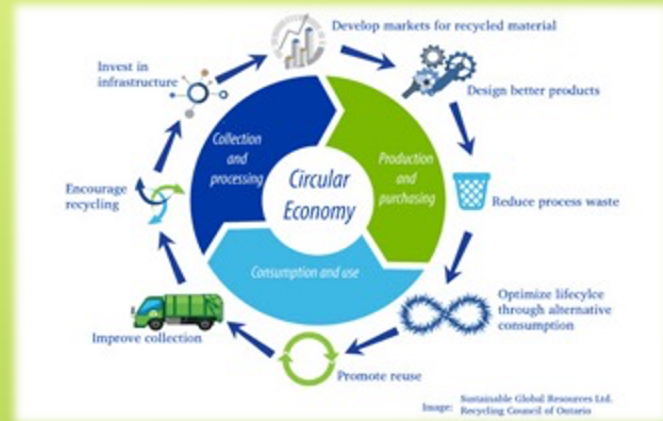 Develop markets for recycled material
Invest in
infrastructure
Design better products
Collection
and
processing
Production
and
purchasing
Circular
Economy
Encourage
recycling
Reduce process waste
Consumption and use
Optimize lifecylce
through alternative
consumption
Improve collection
Promote reuse
Image: Sustainable Global Resources Ltd.
Recycling Council of Ontario